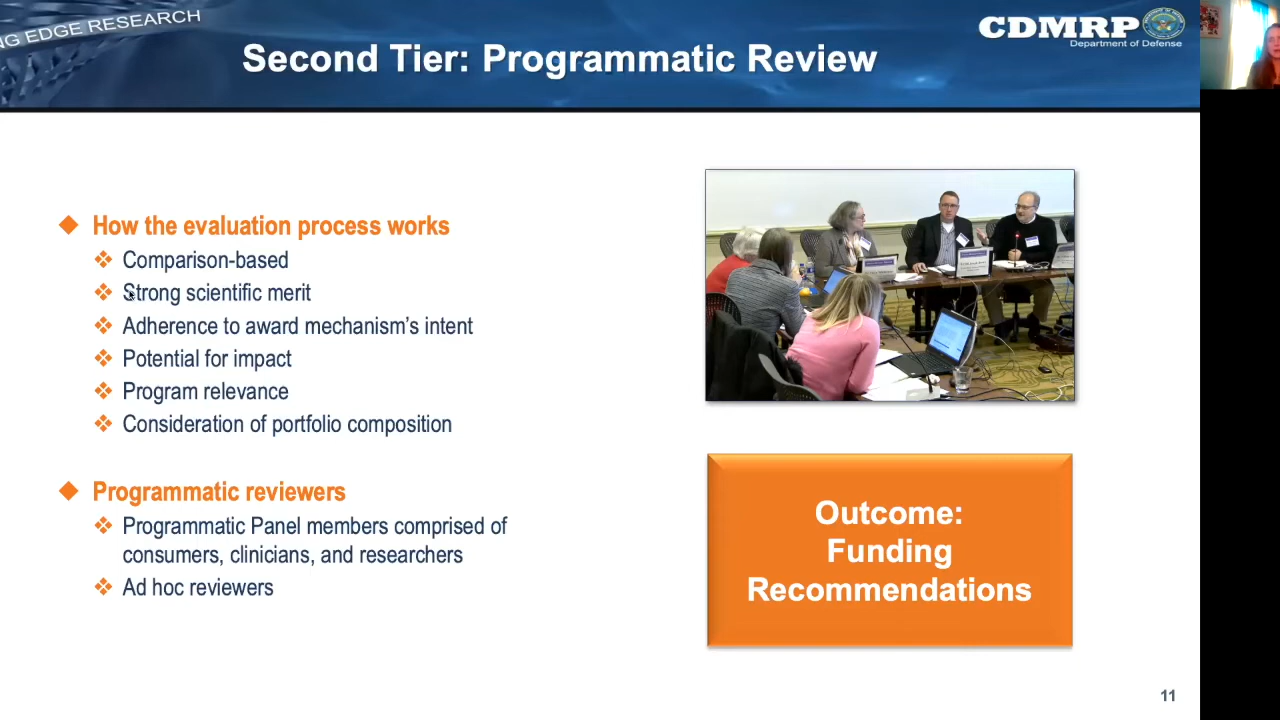 NG EDGE RESEARCH
CDMRP
Department of Defense
Second Tier: Programmatic Review
How the evaluation process works
Comparison-based
Strong scientific merit
Adherence to award mechanism's intent
Potential for impact
Program relevance
Consideration of portfolio composition
Programmatic reviewers
Programmatic Panel members comprised of
consumers, clinicians, and researchers
Ad hoc reviewers
Outcome:
Funding
Recommendations
11